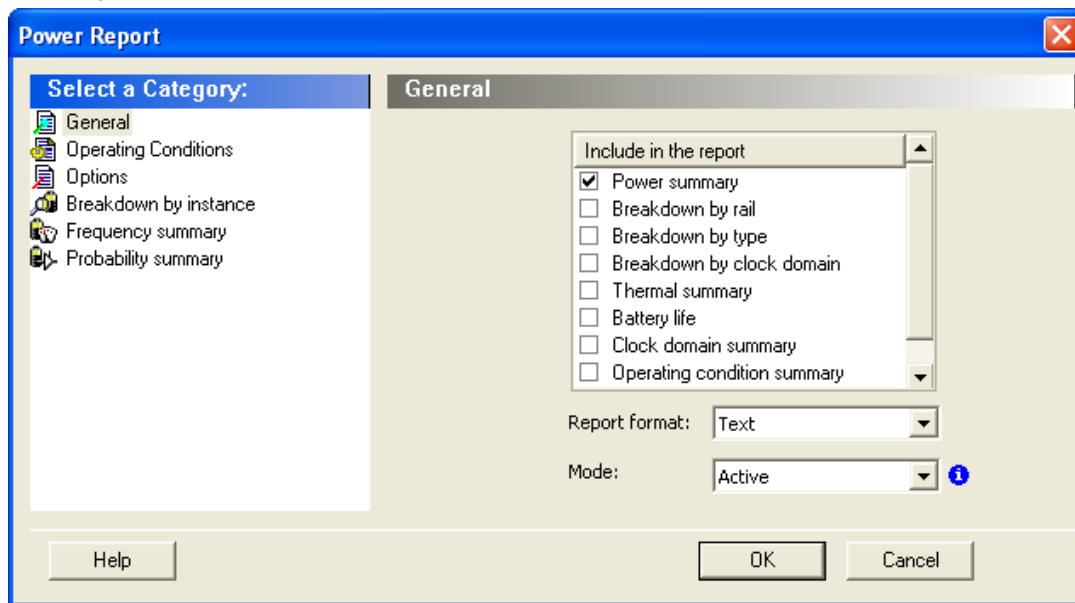 Power Report
Select a Category:
General
Operating Conditions
Options
Breakdown by instance
Frequency summary
Probability summary
General
Include in the report
Power summary
Breakdown by rail
Breakdown by type
Breakdown by clock domain
Thermal summary
Battery life
Clock domain summary
Operating condition summary
Report format: Text
Mode: Active
Help
OK
Cancel